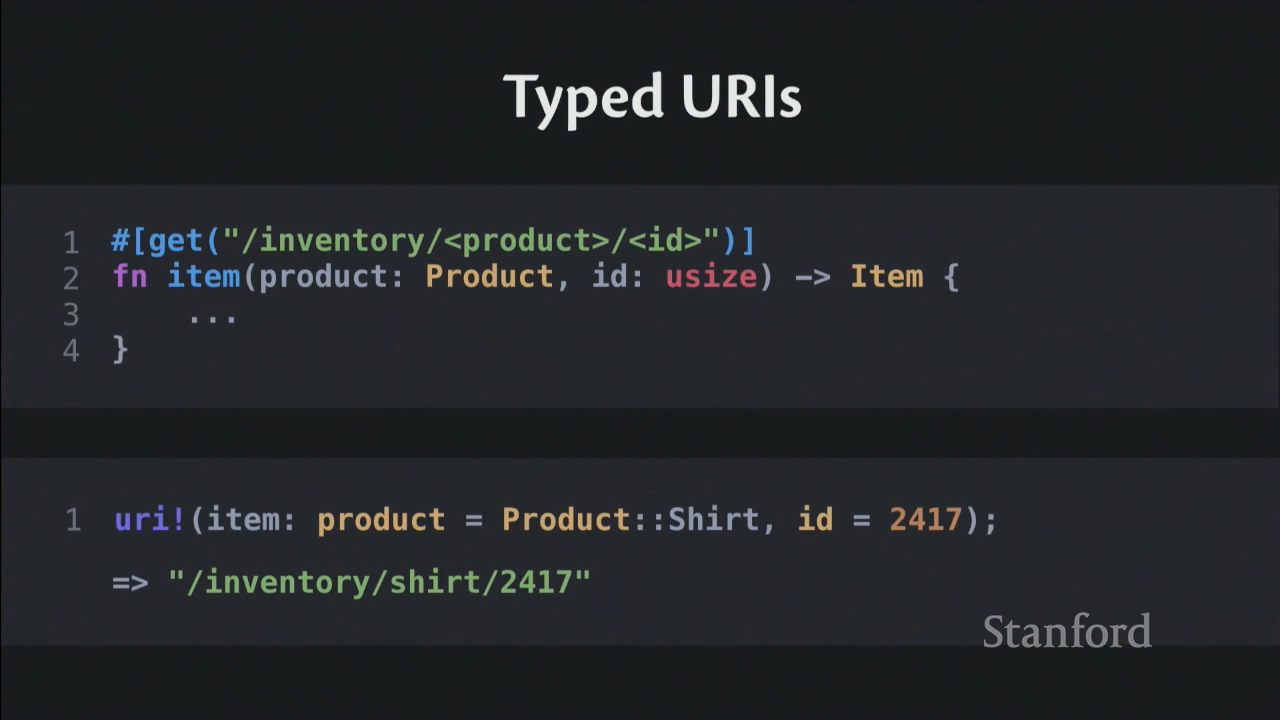 Typed URIs
1 #[get("/inventory/<product>/<id>")]
2 fn item(product: Product, id: usize) -> Item {
3 ...
4 }
1 uri!(item: product = Product::Shirt, id = 2417);
=> "/inventory/shirt/2417"
Stanford